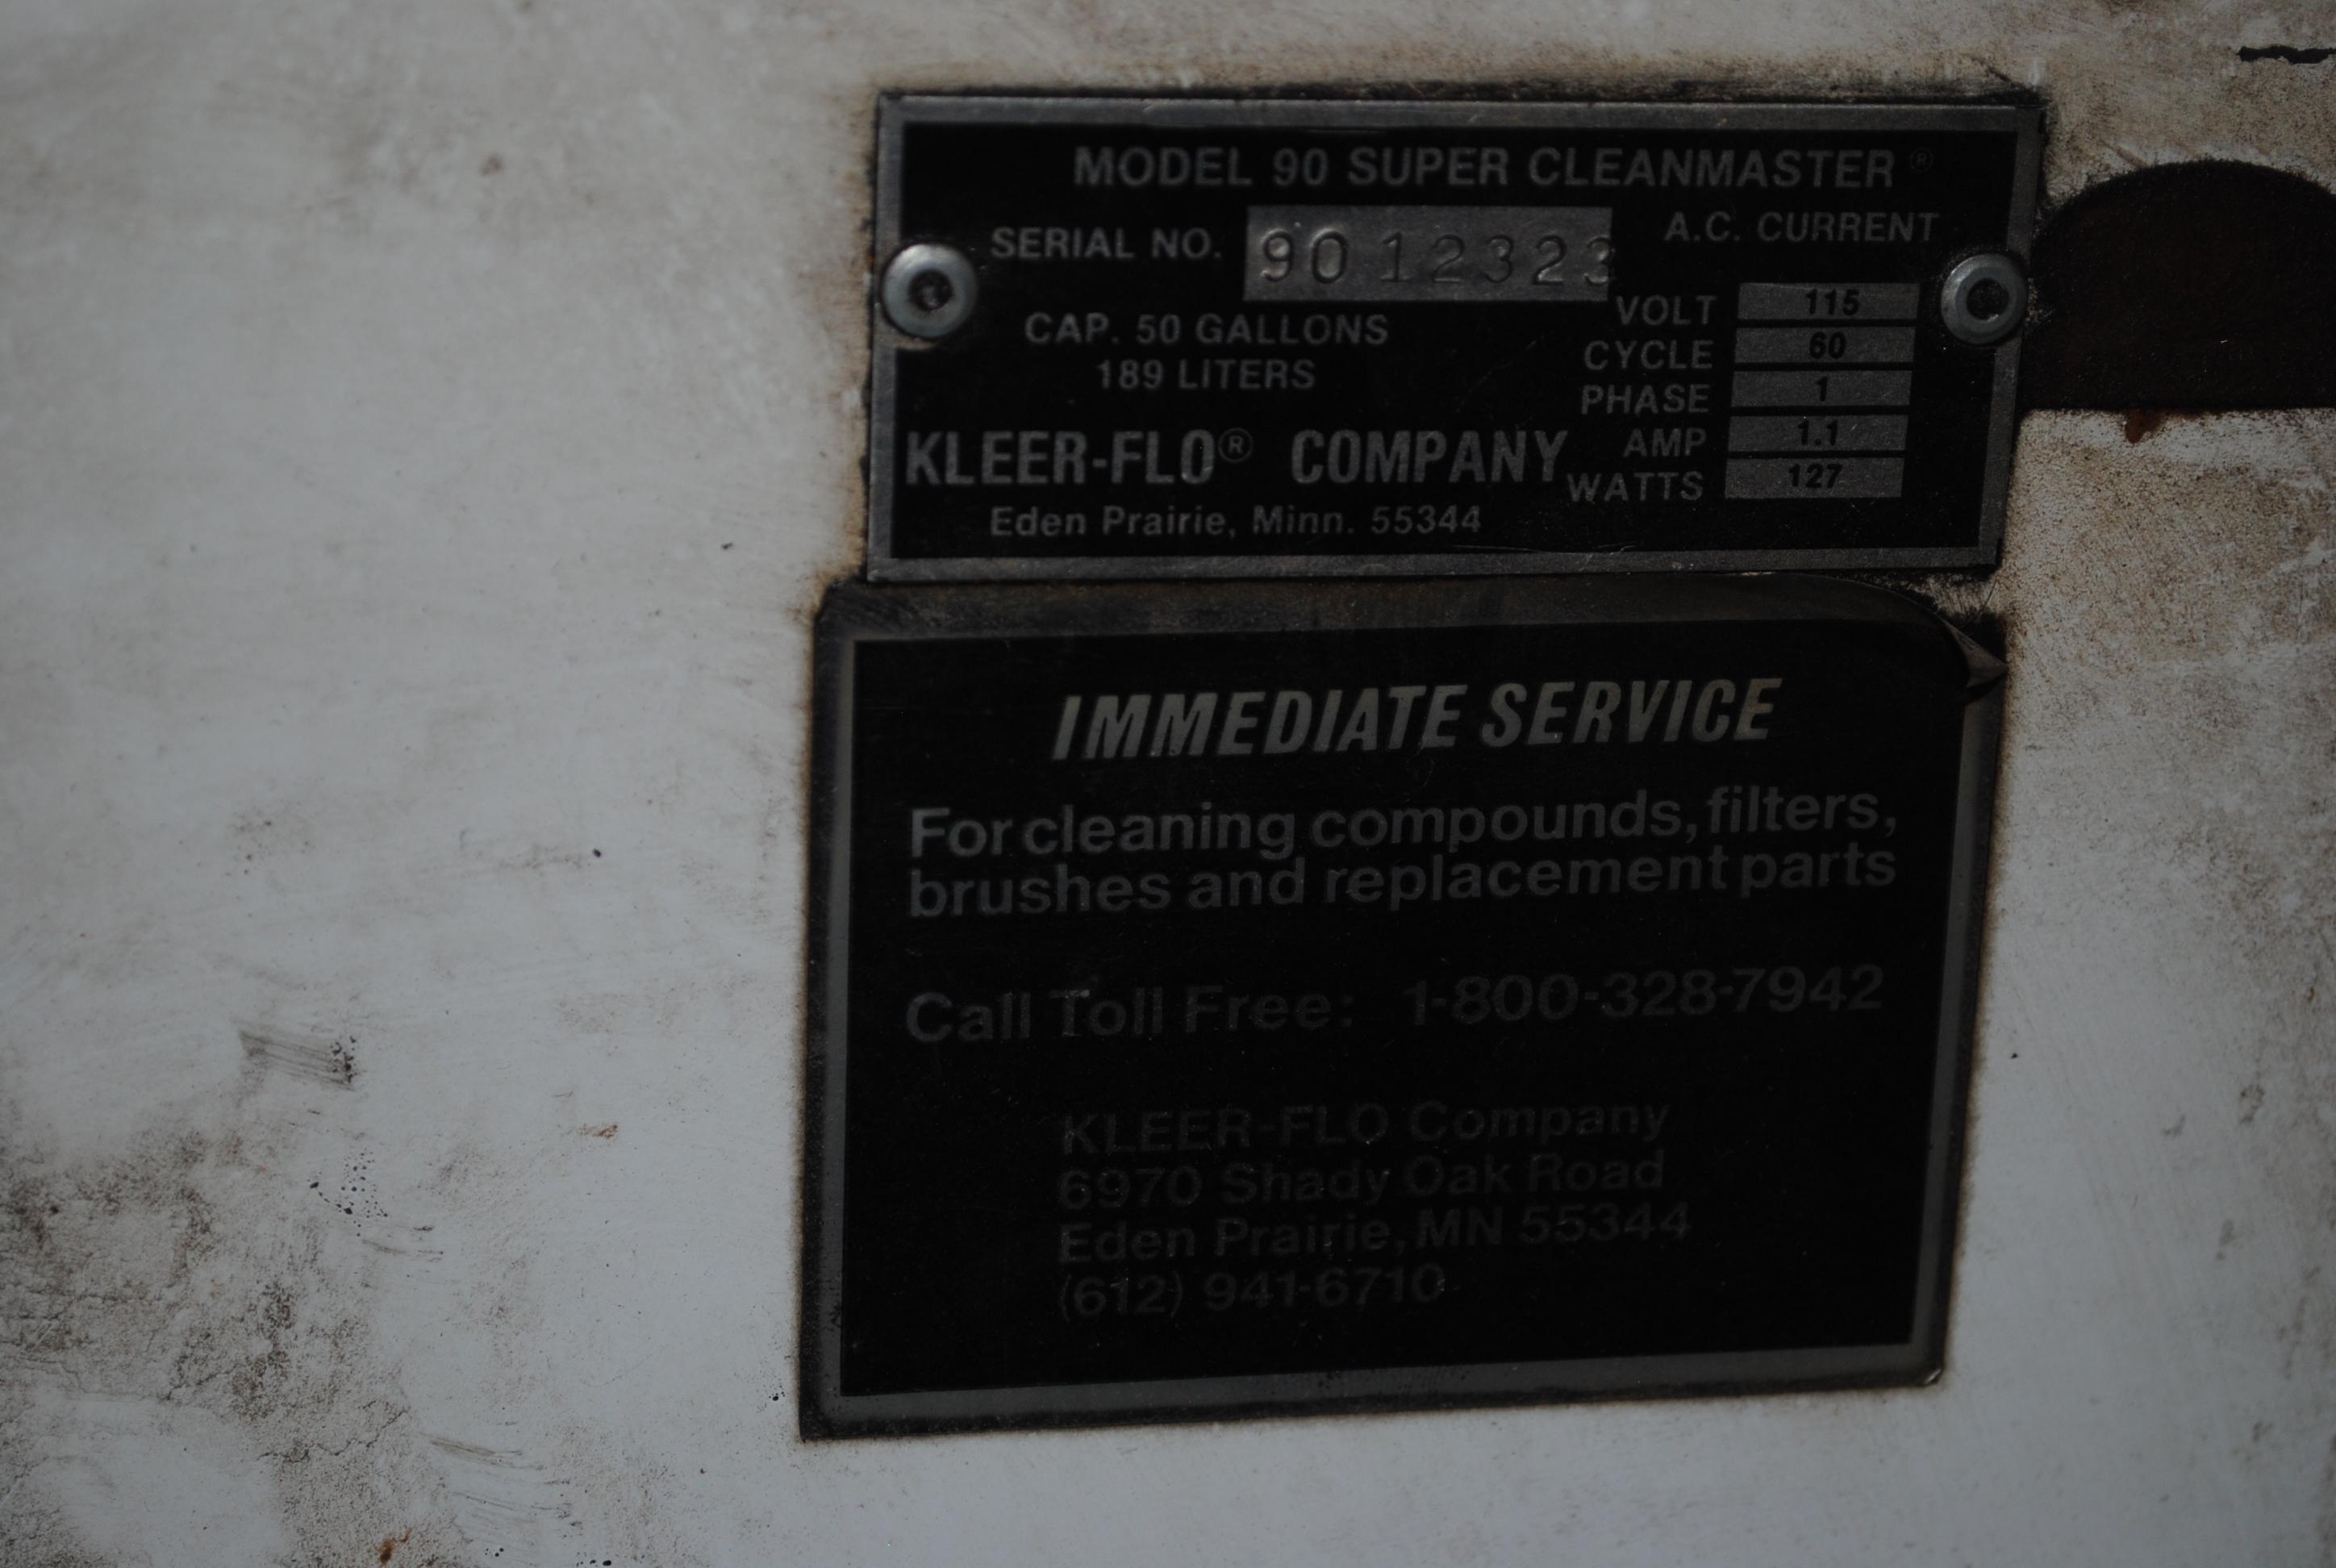 MODEL 90 SUPER CLEANMASTER®
SERIAL NO. 9012323
A.C. CURRENT
CAP. 50 GALLONS
189 LITERS
VOLT 115
CYCLE 60
PHASE 1
AMP 1.1
WATTS 127
KLEER-FLO® COMPANY
Eden Prairie, Minn. 55344
IMMEDIATE SERVICE
For cleaning compounds, filters,
brushes and replacement parts
Call Toll Free: 1-800-328-7942
KLEER-FLO Company
6970 Shady Oak Road
Eden Prairie, MN 55344
(612) 941-6710